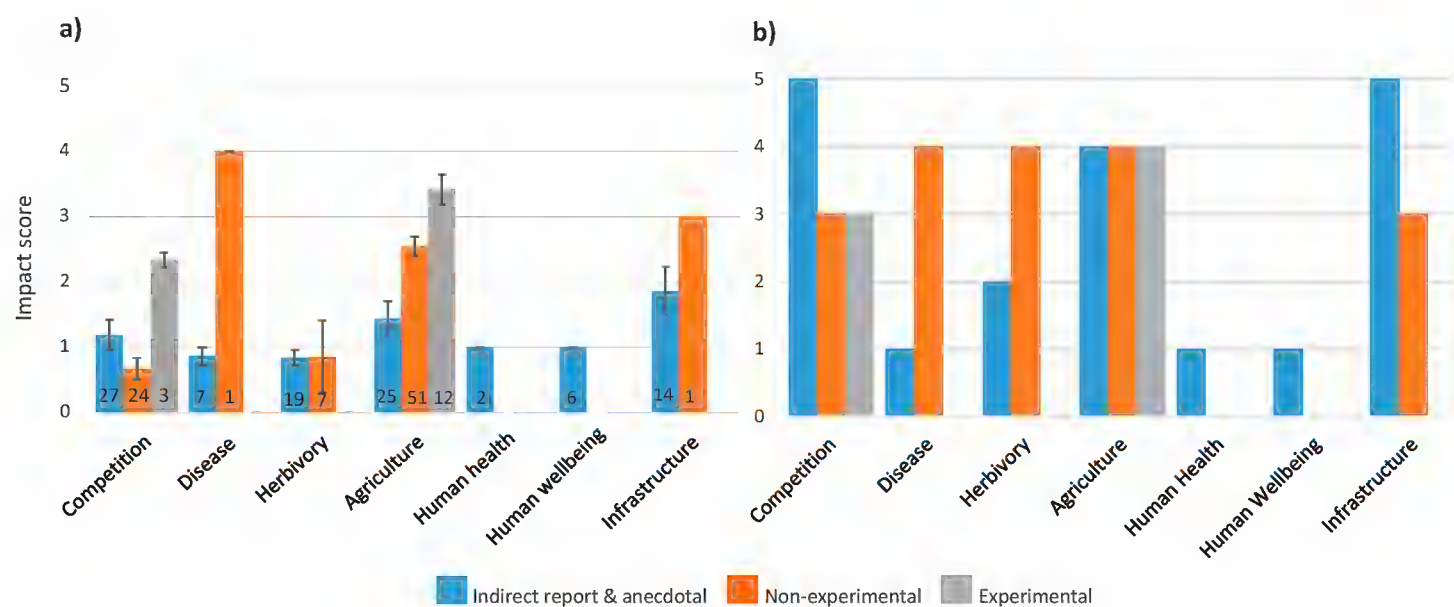 a)
b)
Impact score
5
4
3
2
1
0
27 24 3 7 1 19 7 25 51 12 2 6 14 1
Competition
Disease
Herbivory
Agriculture
Human health
Human wellbeing
Infrastructure
5
4
3
2
1
0
Competition
Disease
Herbivory
Agriculture
Human Health
Human Wellbeing
Infrastructure
Indirect report & anecdotal Non-experimental Experimental